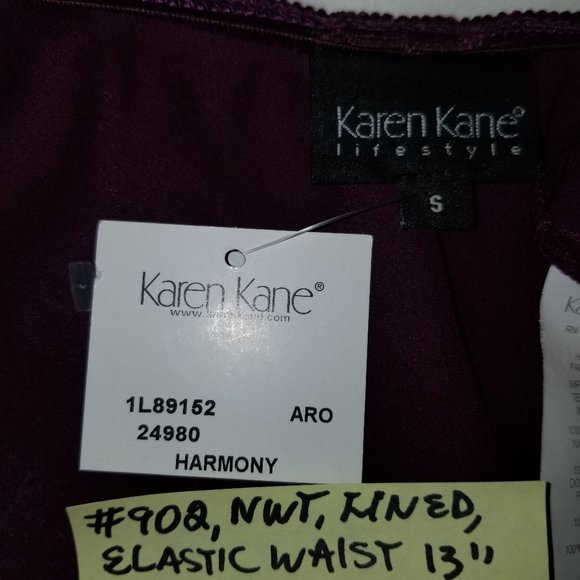 Karen Kane®
lifestyle
S
Karen Kane®
1L89152 ARO
24980
HARMONY
#902, NWT, LINED,
ELASTIC WAIST 13"